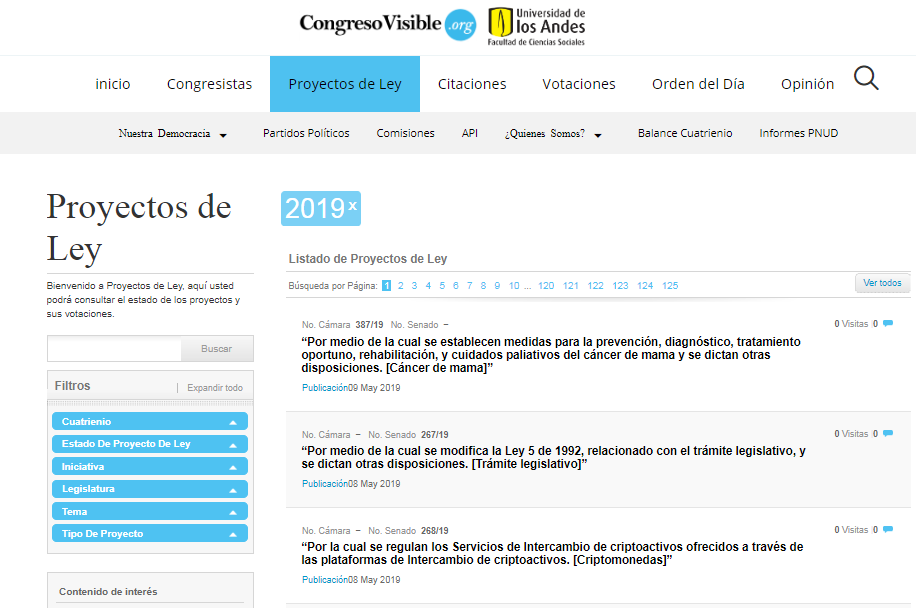 CongresoVisible .org
Universidad de
los Andes
Facultad de Ciencias Sociales
inicio Congresistas Proyectos de Ley Citaciones Votaciones Orden del Día Opinión
Nuestra Democracia Partidos Políticos Comisiones API ¿Quienes Somos? Balance Cuatrienio Informes PNUD
Proyectos de
Ley
Bienvenido a Proyectos de Ley, aquí usted
podrá consultar el estado de los proyectos y
sus votaciones.
Buscar
Filtros | Expandir todo
Cuatrienio
Estado De Proyecto De Ley
Iniciativa
Legislatura
Tema
Tipo De Proyecto
Contenido de interés
2019 x
Listado de Proyectos de Ley
Búsqueda por Página: 1 2 3 4 5 6 7 8 9 10 ... 120 121 122 123 124 125 Ver todos
No. Cámara 387/19 No. Senado – 0 Visitas 0
“Por medio de la cual se establecen medidas para la prevención, diagnóstico, tratamiento
oportuno, rehabilitación, y cuidados paliativos del cáncer de mama y se dictan otras
disposiciones. [Cáncer de mama]”
Publicación09 May 2019
No. Cámara – No. Senado 267/19 0 Visitas 0
“Por medio de la cual se modifica la Ley 5 de 1992, relacionado con el trámite legislativo, y
se dictan otras disposiciones. [Trámite legislativo]”
Publicación08 May 2019
No. Cámara – No. Senado 268/19 0 Visitas 0
“Por la cual se regulan los Servicios de Intercambio de criptoactivos ofrecidos a través de
las plataformas de Intercambio de criptoactivos. [Criptomonedas]”
Publicación08 May 2019